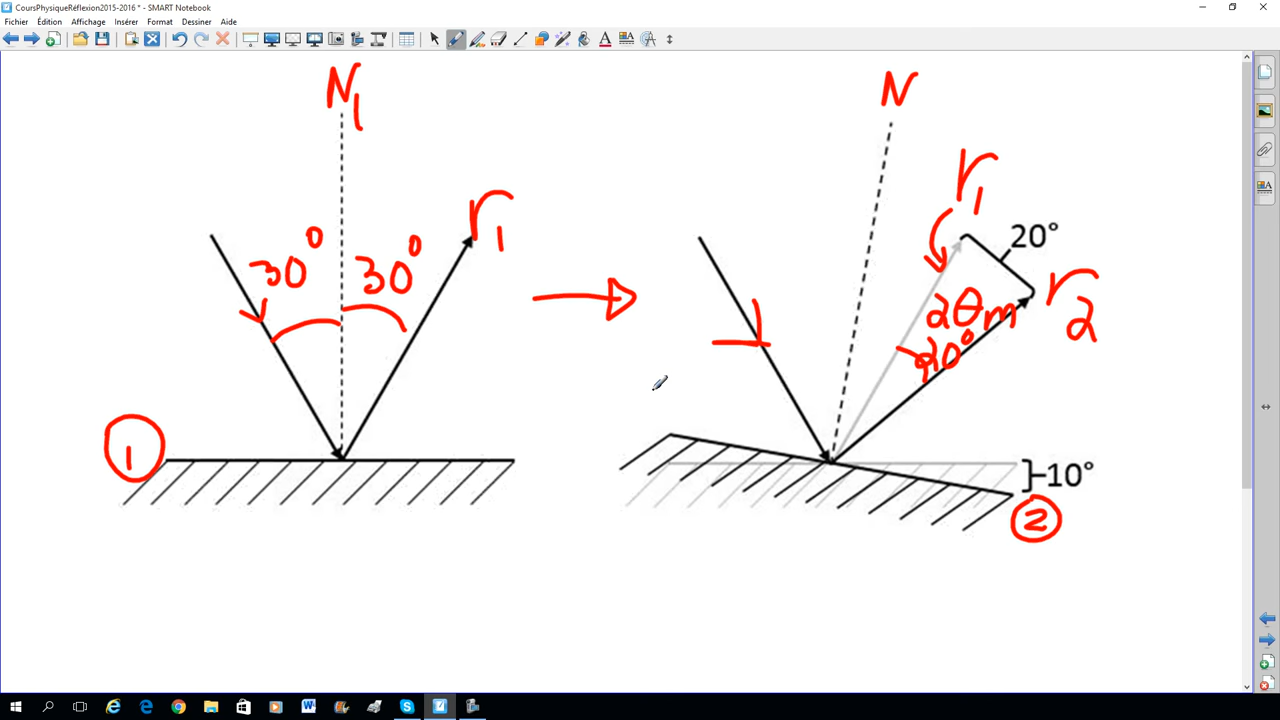 CoursPhysiqueRéflexion2015-2016 * - SMART Notebook
Fichier Édition Affichage Insérer Format Dessiner Aide
N1
N
r1
r1
20°
30°
30°
r2
2θm
20°
1
10°
2